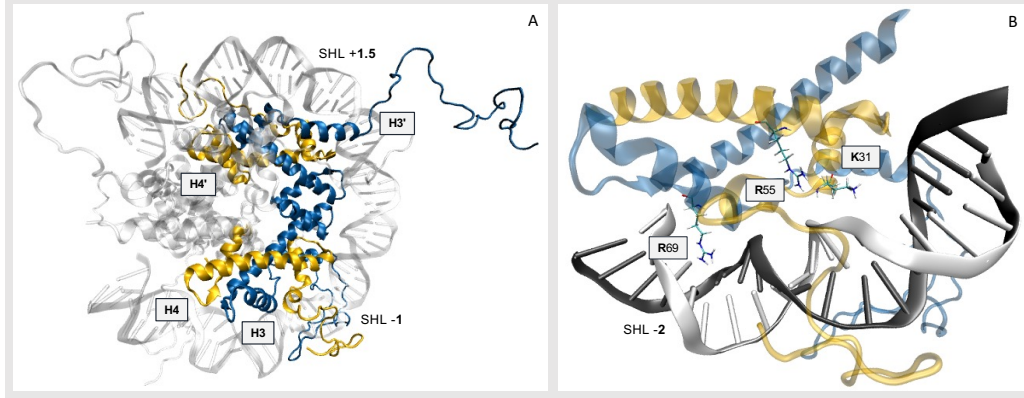 A
SHL +1.5
H3'
H4'
H4
H3
SHL -1
B
K31
R55
R69
SHL -2